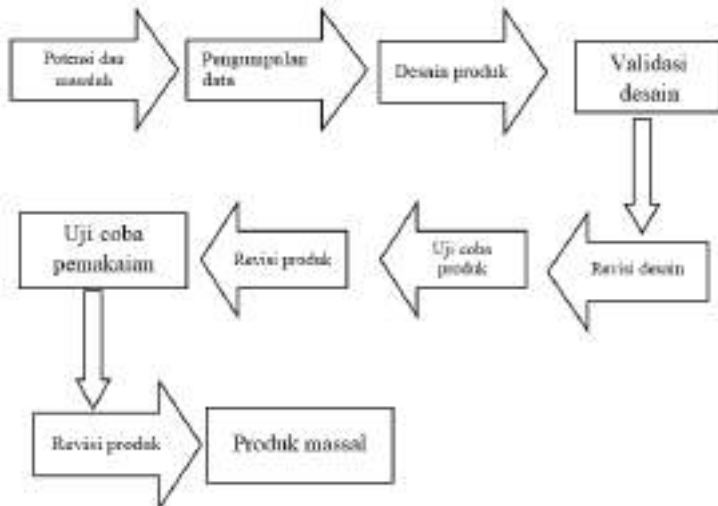 Potensi dan
masalah
Pengumpulan
data
Desain produk
Validasi
desain
Revisi desain
Uji coba
produk
Revisi produk
Uji coba
pemakaian
Revisi produk
Produk massal